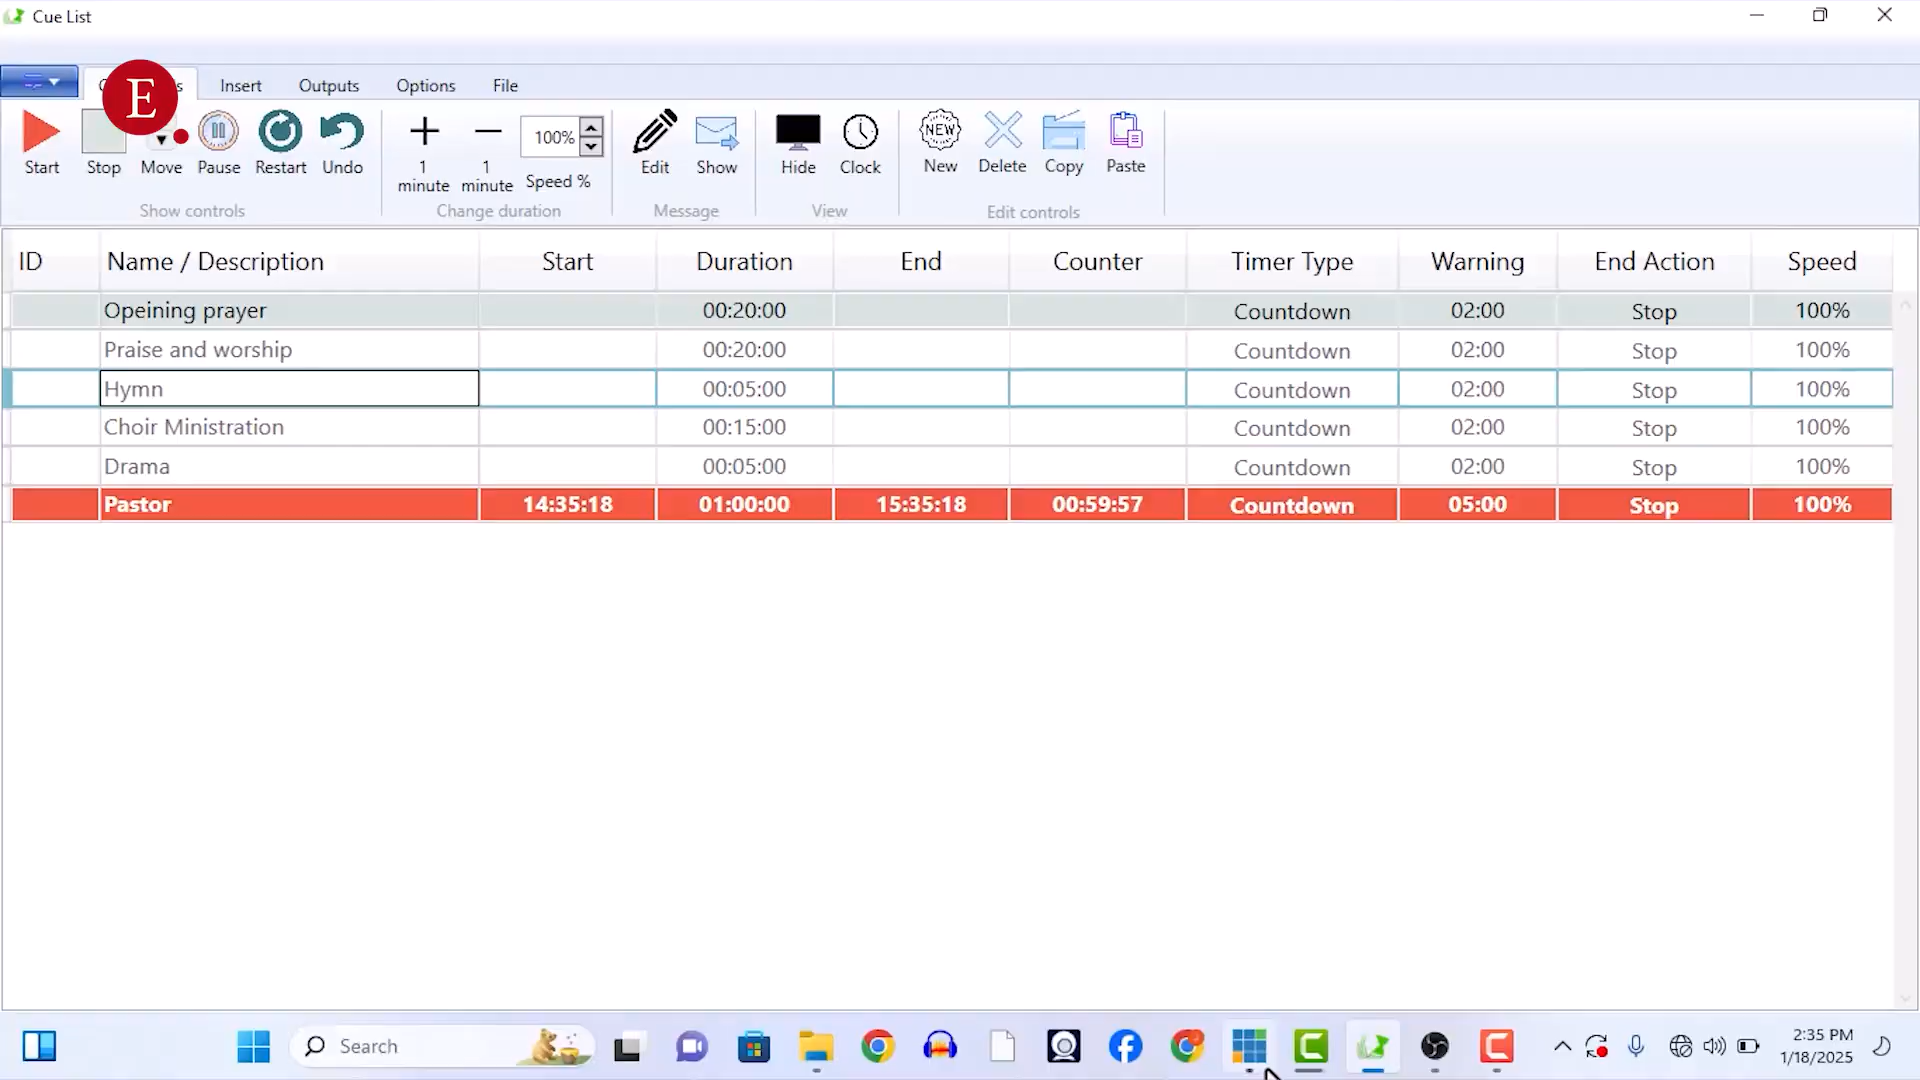 Cue List
E
Insert Outputs Options File
Start Stop Move Pause Restart Undo
1 minute 1 minute 100% Speed %
Edit Show Hide Clock
NEW New Delete Copy Paste
Show controls Change duration Message View Edit controls
ID Name / Description Start Duration End Counter Timer Type Warning End Action Speed
Opeining prayer 00:20:00 Countdown 02:00 Stop 100%
Praise and worship 00:20:00 Countdown 02:00 Stop 100%
Hymn 00:05:00 Countdown 02:00 Stop 100%
Choir Ministration 00:15:00 Countdown 02:00 Stop 100%
Drama 00:05:00 Countdown 02:00 Stop 100%
Pastor 14:35:18 01:00:00 15:35:18 00:59:57 Countdown 05:00 Stop 100%
Search
2:35 PM
1/18/2025